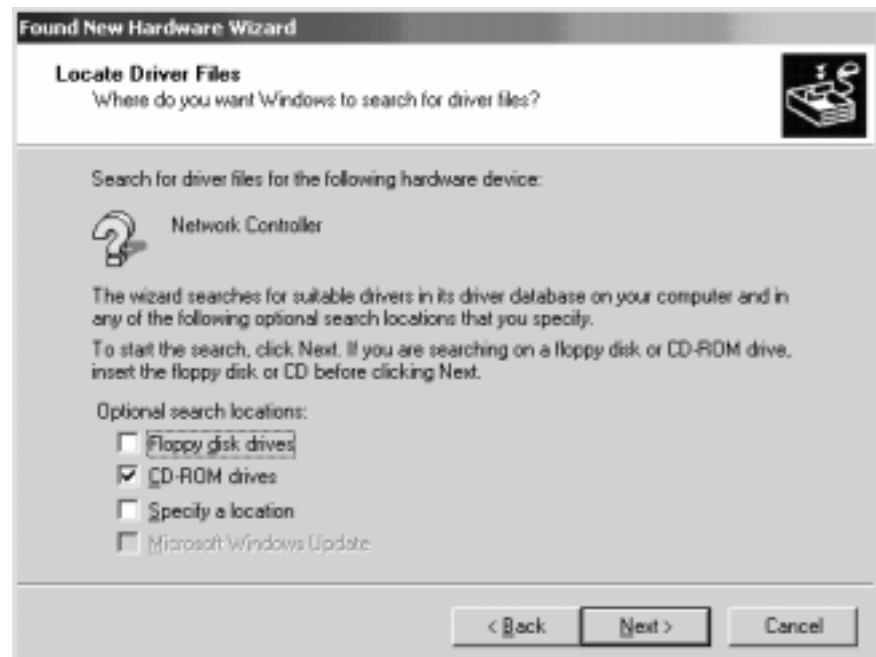 Found New Hardware Wizard
Locate Driver Files
Where do you want Windows to search for driver files?
Search for driver files for the following hardware device:
Network Controller
The wizard searches for suitable drivers in its driver database on your computer and in
any of the following optional search locations that you specify.
To start the search, click Next. If you are searching on a floppy disk or CD-ROM drive,
insert the floppy disk or CD before clicking Next.
Optional search locations:
Floppy disk drives
CD-ROM drives
Specify a location
Microsoft Windows Update
< Back
Next >
Cancel